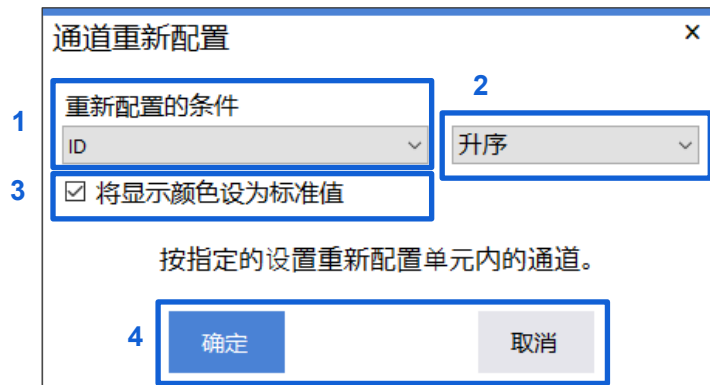 通道重新配置 ×
2
重新配置的条件
1
ID
升序
3
将显示颜色设为标准值
按指定的设置重新配置单元内的通道。
4
确定 取消